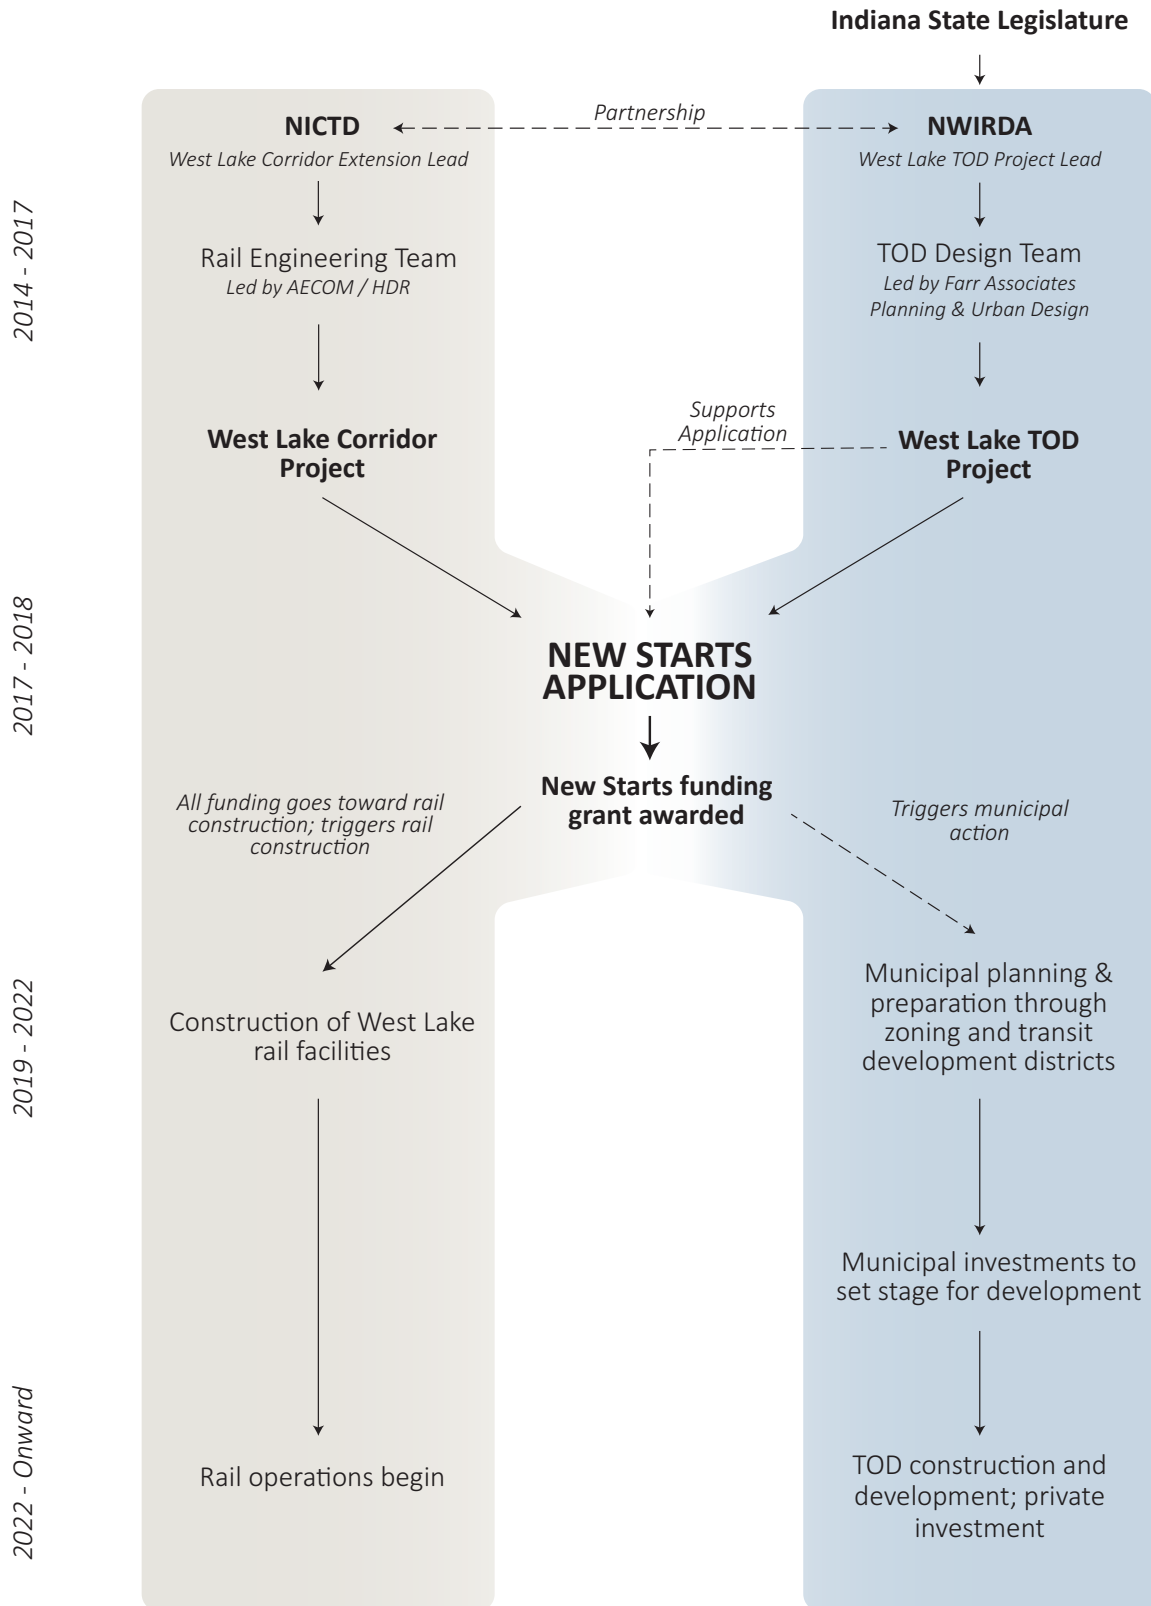 Indiana State Legislature
NICTD
Partnership
NWIRDA
West Lake Corridor Extension Lead
West Lake TOD Project Lead
2014 - 2017
Rail Engineering Team
Led by AECOM / HDR
TOD Design Team
Led by Farr Associates
Planning & Urban Design
Supports
Application
West Lake Corridor
Project
West Lake TOD
Project
2017 - 2018
NEW STARTS
APPLICATION
New Starts funding
grant awarded
All funding goes toward rail
construction; triggers rail
construction
Triggers municipal
action
2019 - 2022
Construction of West Lake
rail facilities
Municipal planning &
preparation through
zoning and transit
development districts
Municipal investments to
set stage for development
2022 - Onward
Rail operations begin
TOD construction and
development; private
investment